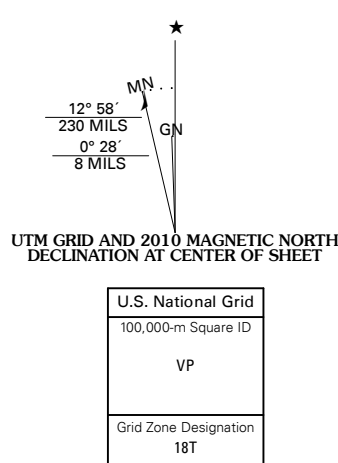 ★
MN
GN
12° 58´
230 MILS
0° 28´
8 MILS
UTM GRID AND 2010 MAGNETIC NORTH
DECLINATION AT CENTER OF SHEET
U.S. National Grid
100,000-m Square ID
VP
Grid Zone Designation
18T